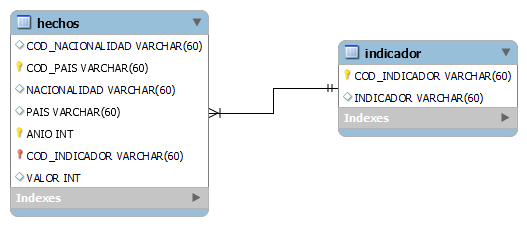 hechos
COD_NACIONALIDAD VARCHAR(60)
COD_PAIS VARCHAR(60)
NACIONALIDAD VARCHAR(60)
PAIS VARCHAR(60)
ANIO INT
COD_INDICADOR VARCHAR(60)
VALOR INT
Indexes
indicador
COD_INDICADOR VARCHAR(60)
INDICADOR VARCHAR(60)
Indexes